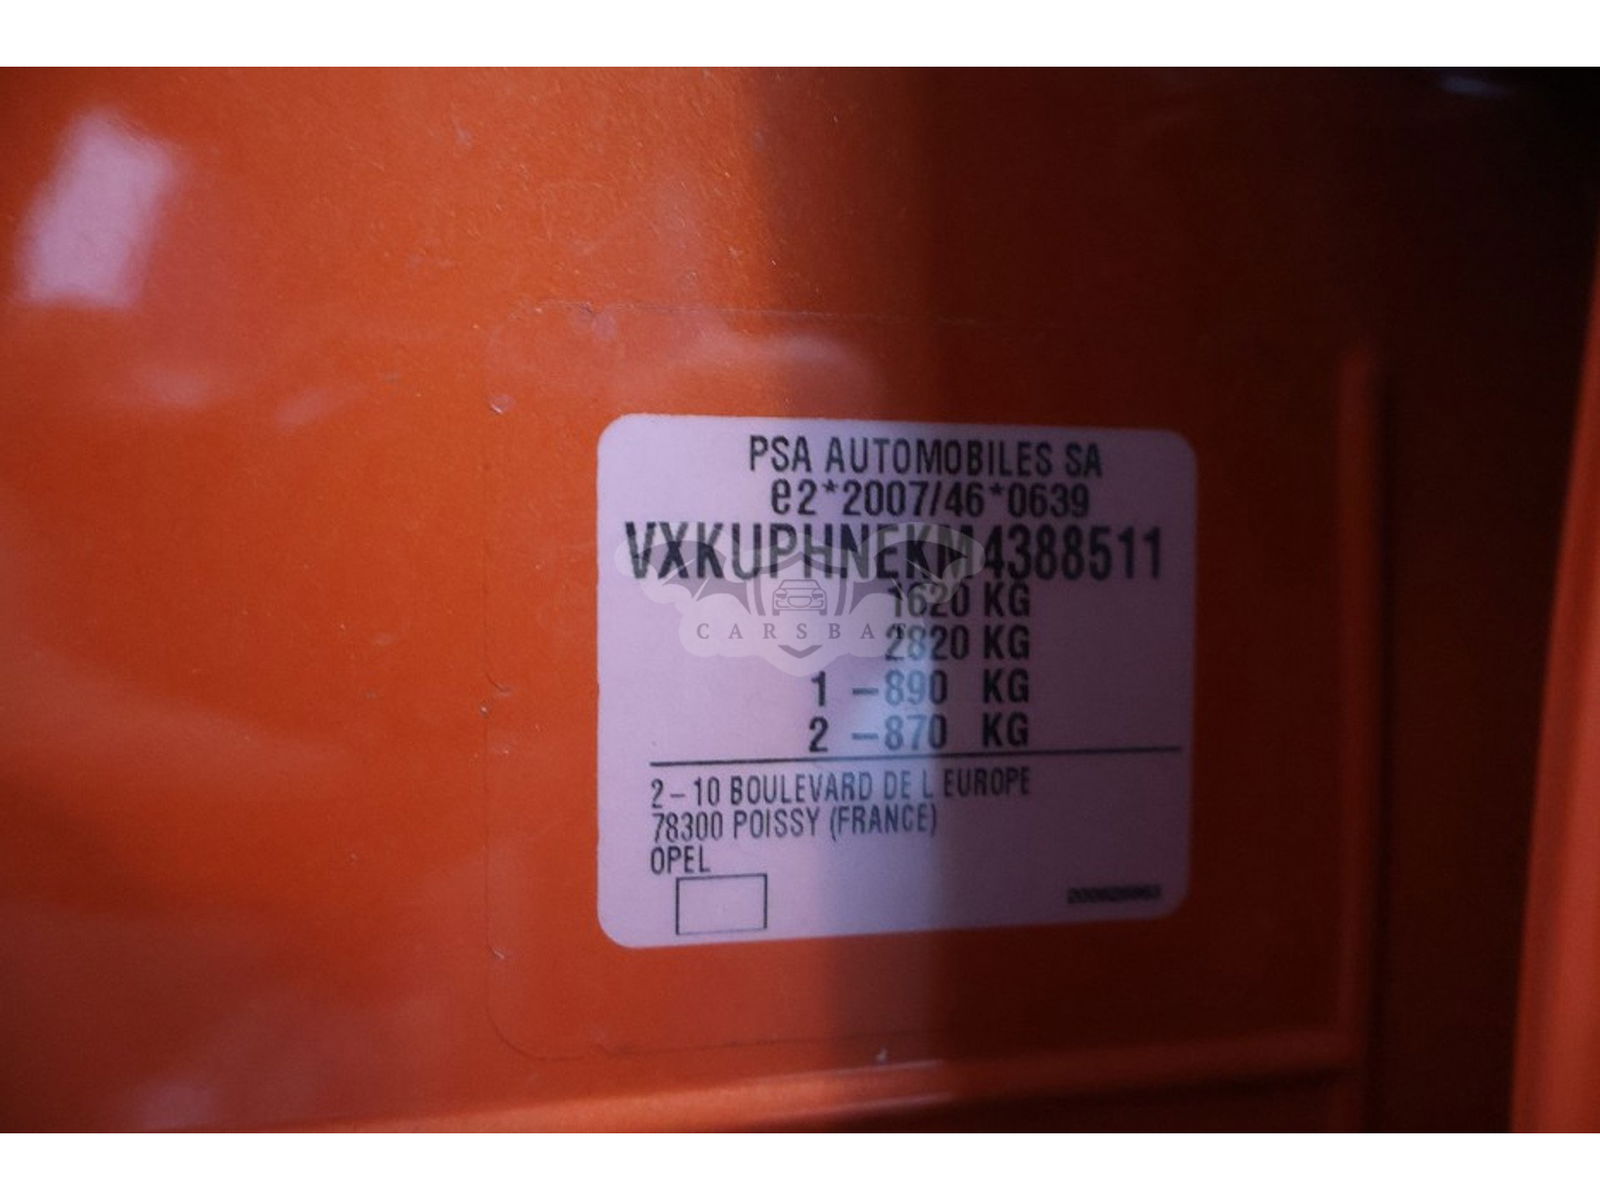 PSA AUTOMOBILES SA
e2*2007/46*0639
VXKUPHNEKM4388511
1620 KG
CARSBAT
2820 KG
1 –890 KG
2 –870 KG
2–10 BOULEVARD DE L EUROPE
78300 POISSY (FRANCE)
OPEL